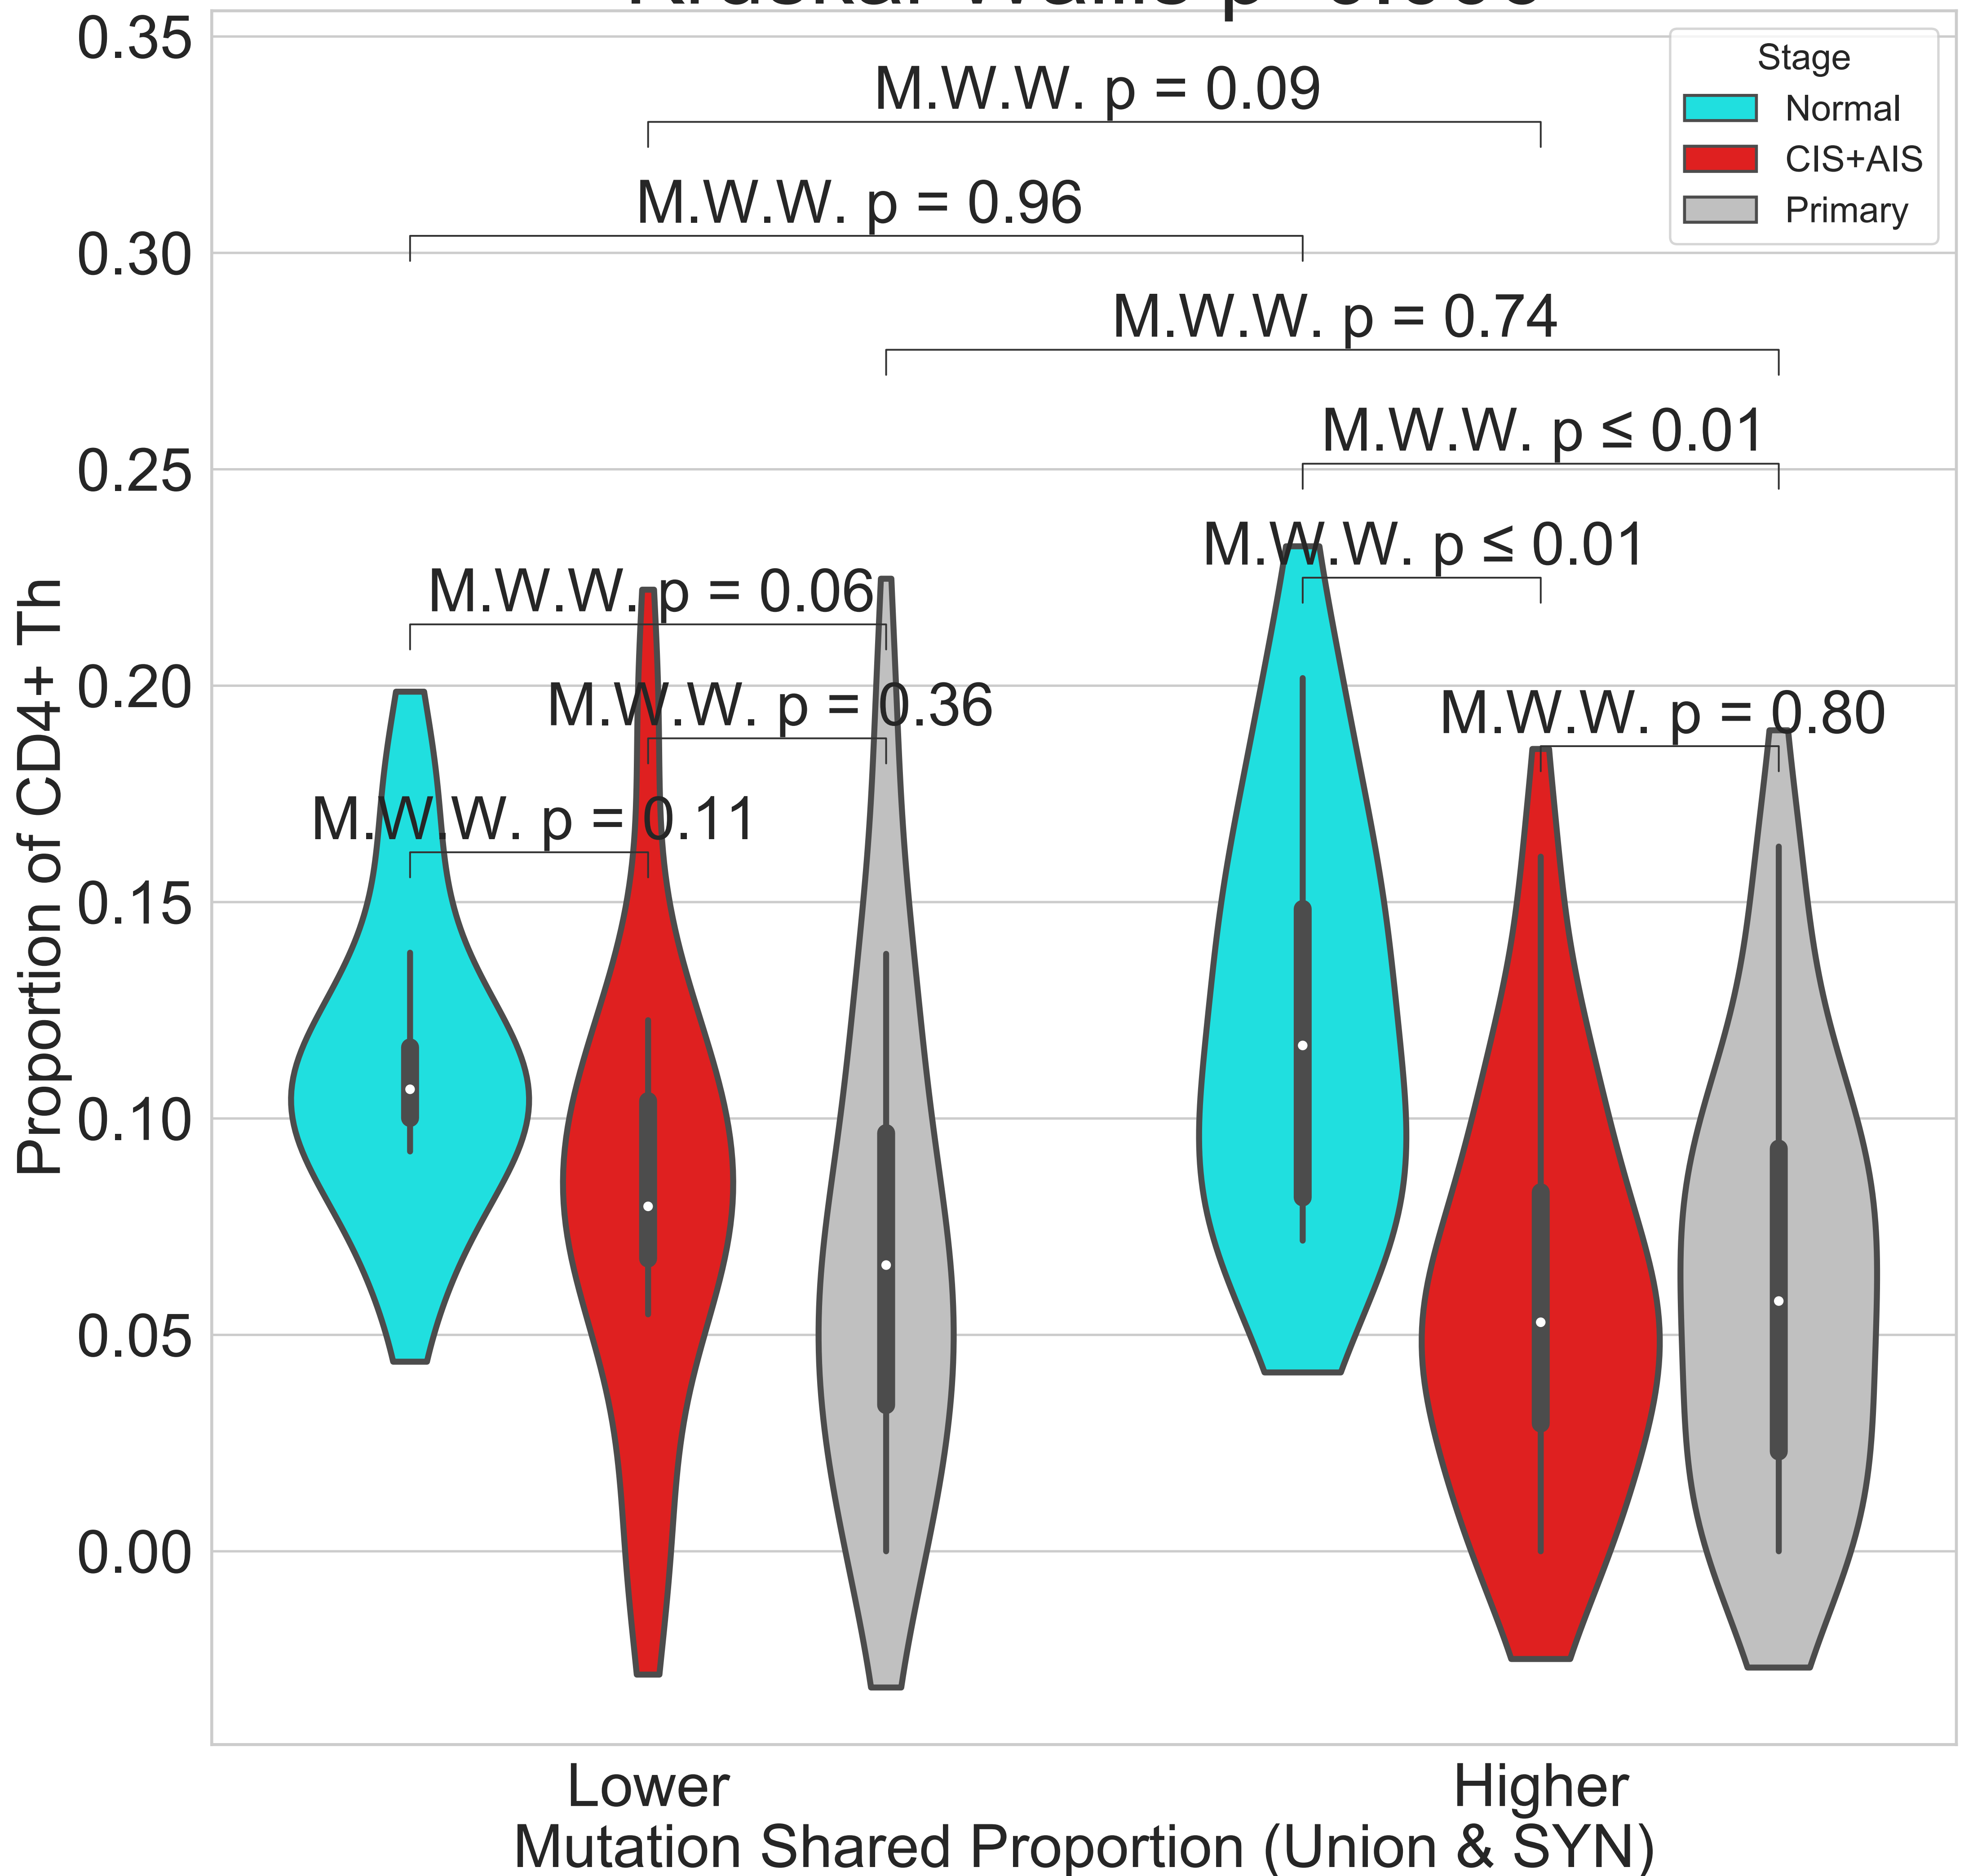 0.35
0.30
0.25
0.20
0.15
0.10
0.05
0.00
Proportion of CD4+ Th
Stage
Normal
CIS+AIS
Primary
M.W.W. p = 0.09
M.W.W. p = 0.96
M.W.W. p = 0.74
M.W.W. p ≤ 0.01
M.W.W. p ≤ 0.01
M.W.W. p = 0.06
M.W.W. p = 0.36
M.W.W. p = 0.80
M.W.W. p = 0.11
Lower
Higher
Mutation Shared Proportion (Union & SYN)